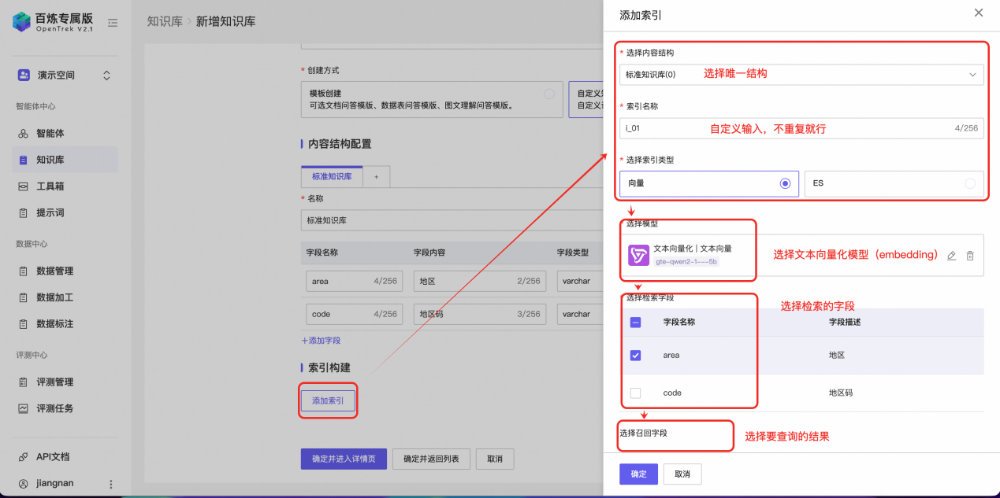 百炼专属版
OpenTrek V2.1
演示空间
智能体中心
智能体
知识库
工具箱
提示词
数据中心
数据管理
数据加工
数据标注
评测中心
评测管理
评测任务
API文档
jiangnan
知识库 > 新增知识库
* 创建方式
模板创建
可选文档问答模版、数据表问答模版、图文理解问答模版。
内容结构配置
标准知识库 +
* 名称
标准知识库
字段名称 字段内容 字段类型
area 4/256 地区 2/256 varchar
code 4/256 地区码 3/256 varchar
+添加字段
索引构建
添加索引
确定并进入详情页 确定并返回列表 取消
添加索引
* 选择内容结构
标准知识库(0) 选择唯一结构
* 索引名称
i_01 自定义输入，不重复就行 4/256
* 选择索引类型
向量 ES
选择模型
文本向量化 | 文本向量
gte-qwen2-1---5b
选择文本向量化模型（embedding）
选择检索字段
选择检索的字段
字段名称 字段描述
area 地区
code 地区码
选择召回字段 选择要查询的结果
确定 取消